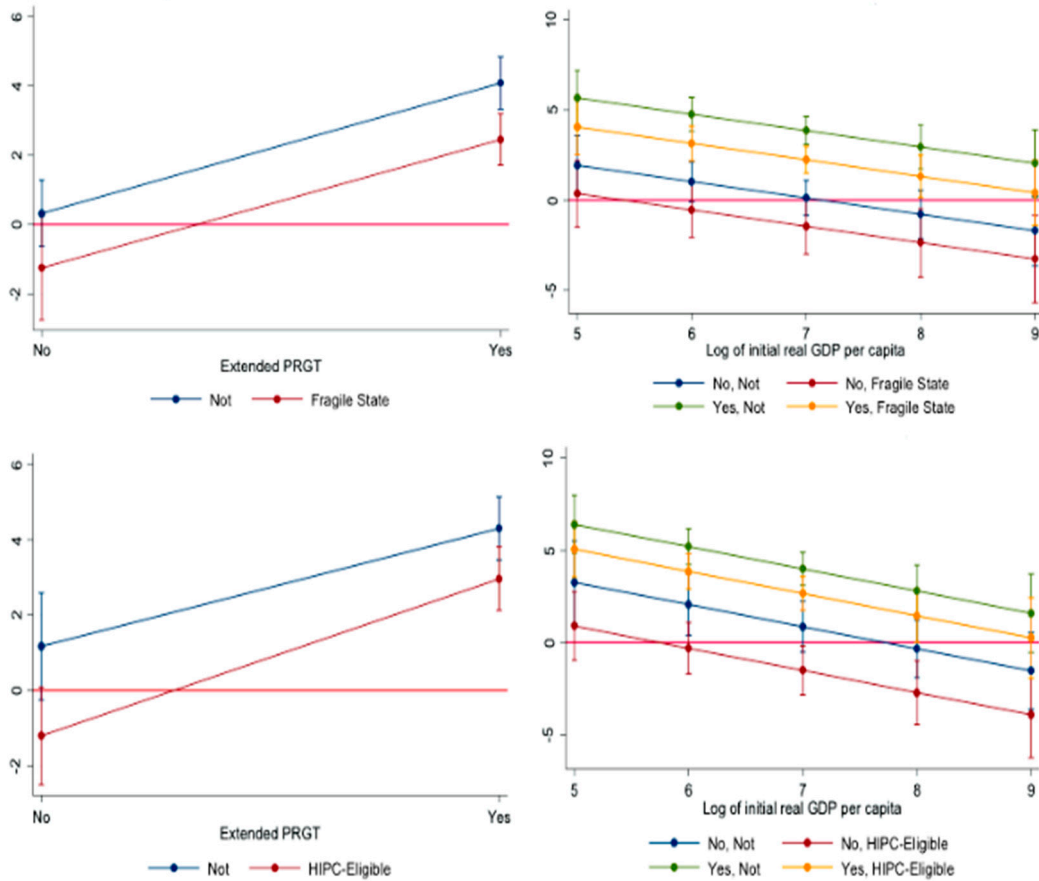 6
4
2
0
-2
No
Yes
Extended PRGT
Not
Fragile State
10
5
0
-5
5
6
7
8
9
Log of initial real GDP per capita
No, Not
No, Fragile State
Yes, Not
Yes, Fragile State
6
4
2
0
-2
No
Yes
Extended PRGT
Not
HIPC-Eligible
10
5
0
-5
5
6
7
8
9
Log of initial real GDP per capita
No, Not
No, HIPC-Eligible
Yes, Not
Yes, HIPC-Eligible